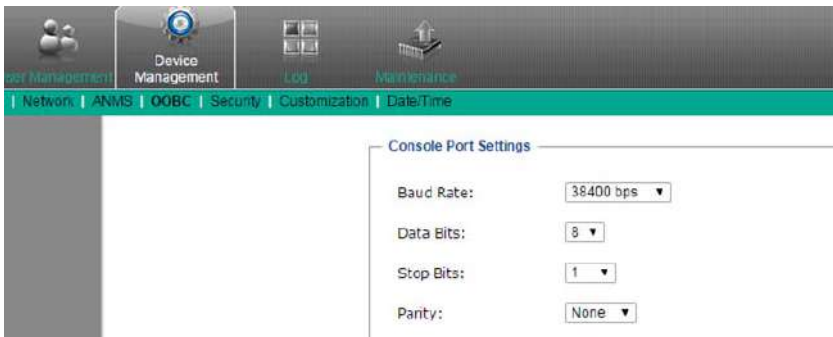 ser Management
Device
Management
Log
Maintenance
| Network | ANMS | OOBC | Security | Customization | Date/Time
Console Port Settings
Baud Rate: 38400 bps
Data Bits: 8
Stop Bits: 1
Parity: None